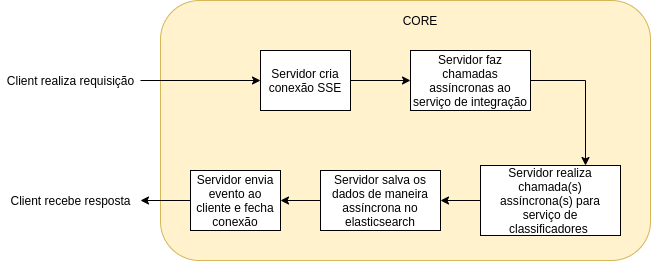 CORE
Client realiza requisição
Servidor cria
conexão SSE
Servidor faz
chamadas
assíncronas ao
serviço de integração
Servidor realiza
chamada(s)
assíncrona(s) para
serviço de
classificadores
Servidor salva os
dados de maneira
assíncrona no
elasticsearch
Servidor envia
evento ao
cliente e fecha
conexão
Client recebe resposta